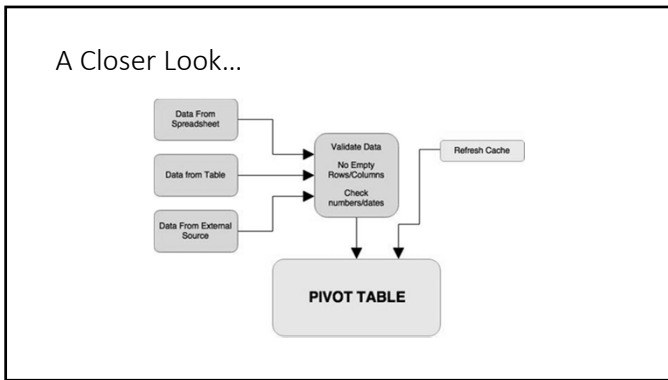 A Closer Look…
Data From
Spreadsheet
Data from Table
Data From External
Source
Validate Data
No Empty
Rows/Columns
Check
numbers/dates
Refresh Cache
PIVOT TABLE